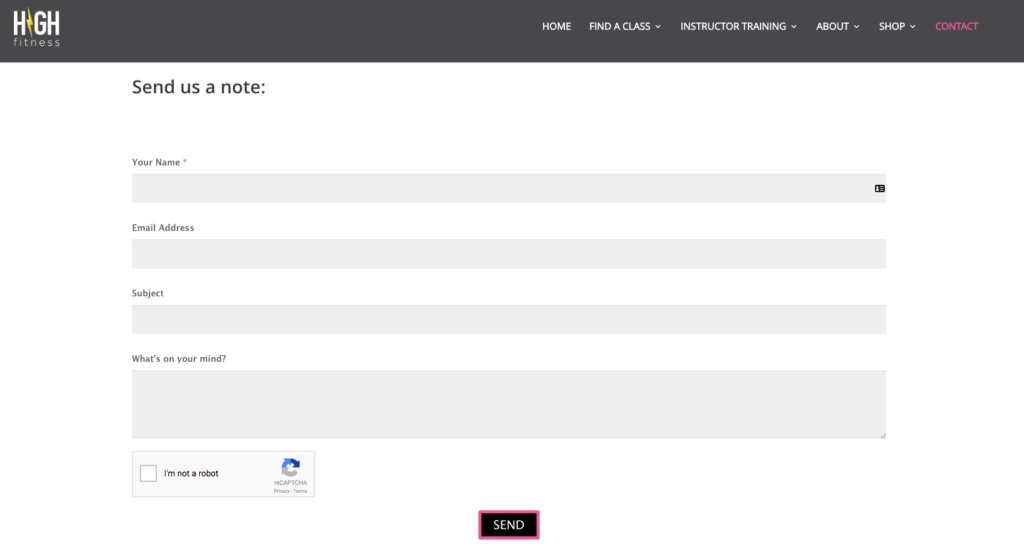 HIGH
fitness
HOME FIND A CLASS INSTRUCTOR TRAINING ABOUT SHOP CONTACT
Send us a note:
Your Name *
Email Address
Subject
What's on your mind?
I'm not a robot
reCAPTCHA
Privacy - Terms
SEND